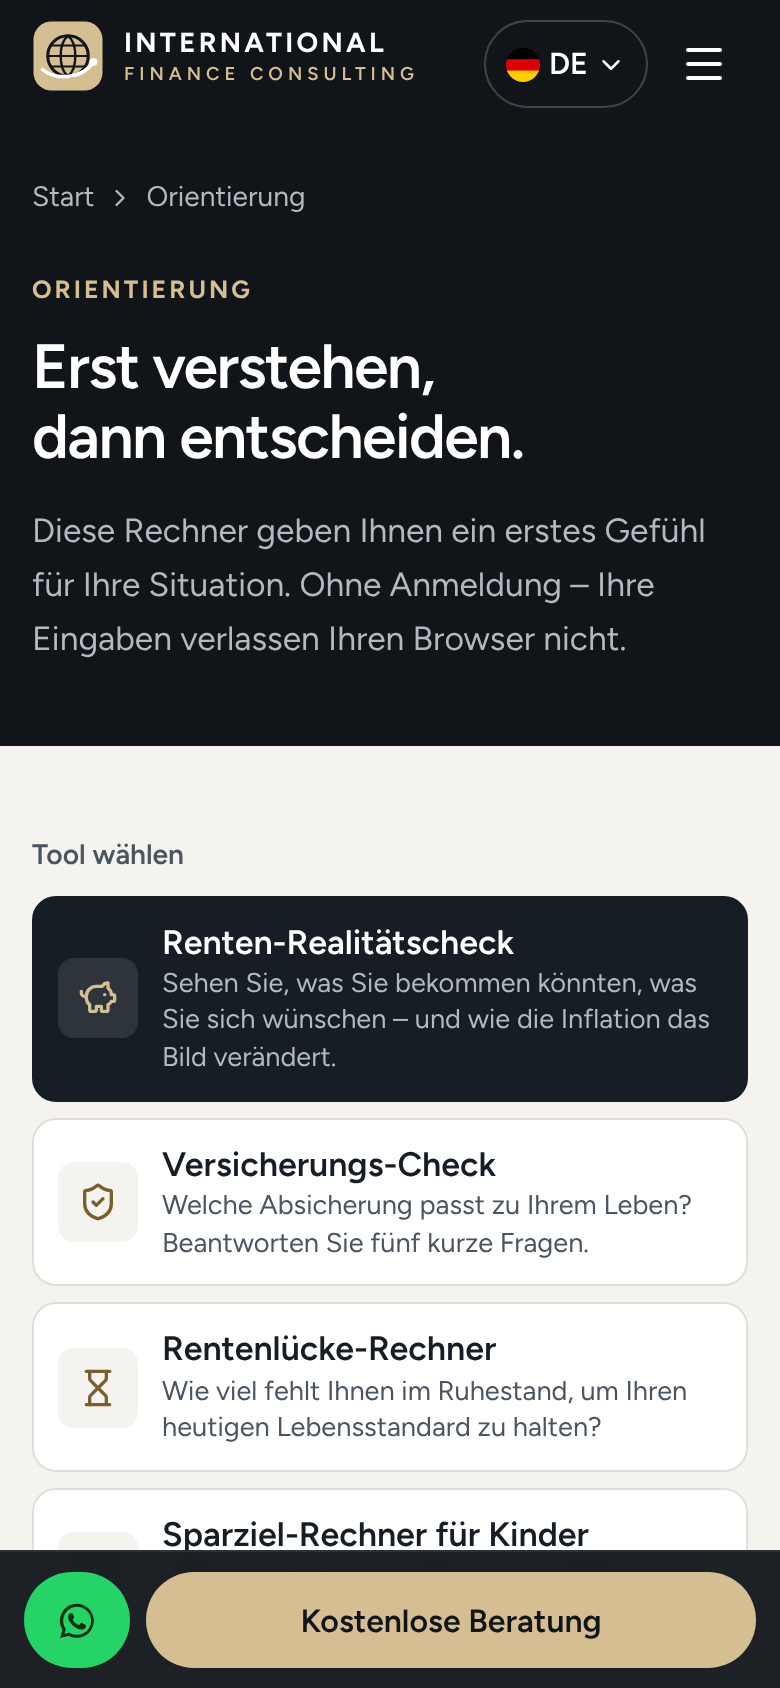 INTERNATIONAL
FINANCE CONSULTING
DE
Start > Orientierung
ORIENTIERUNG
Erst verstehen,
dann entscheiden.
Diese Rechner geben Ihnen ein erstes Gefühl
für Ihre Situation. Ohne Anmeldung – Ihre
Eingaben verlassen Ihren Browser nicht.
Tool wählen
Renten-Realitätscheck
Sehen Sie, was Sie bekommen könnten, was
Sie sich wünschen – und wie die Inflation das
Bild verändert.
Versicherungs-Check
Welche Absicherung passt zu Ihrem Leben?
Beantworten Sie fünf kurze Fragen.
Rentenlücke-Rechner
Wie viel fehlt Ihnen im Ruhestand, um Ihren
heutigen Lebensstandard zu halten?
Sparziel-Rechner für Kinder
Kostenlose Beratung